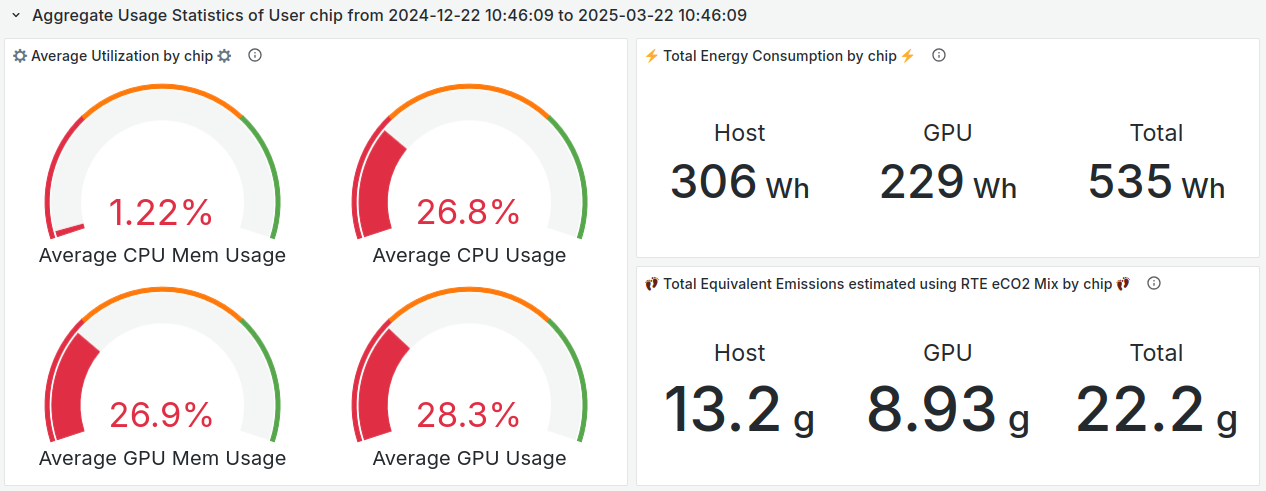 Aggregate Usage Statistics of User chip from 2024-12-22 10:46:09 to 2025-03-22 10:46:09
Average Utilization by chip
1.22%
Average CPU Mem Usage
26.8%
Average CPU Usage
26.9%
Average GPU Mem Usage
28.3%
Average GPU Usage
Total Energy Consumption by chip
Host
306 Wh
GPU
229 Wh
Total
535 Wh
Total Equivalent Emissions estimated using RTE eCO2 Mix by chip
Host
13.2 g
GPU
8.93 g
Total
22.2 g